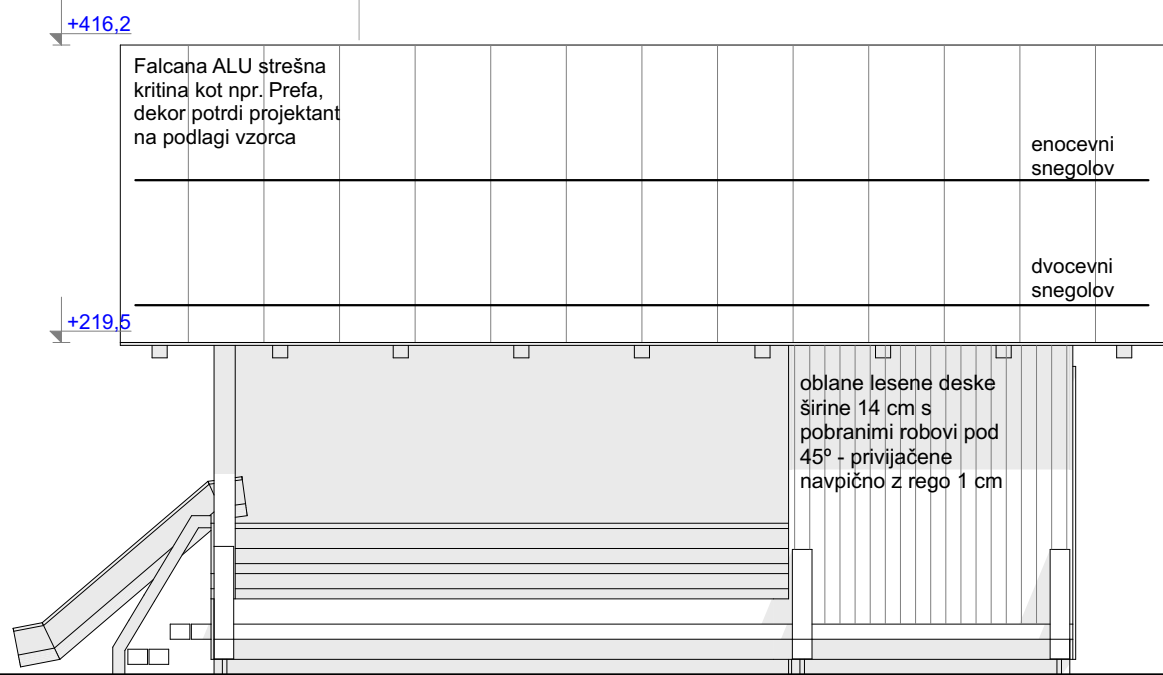 +416,2
Falcana ALU strešna
kritina kot npr. Prefa,
dekor potrdi projektant
na podlagi vzorca
enocevni
snegolov
dvocevni
snegolov
+219,5
oblane lesene deske
širine 14 cm s
pobranimi robovi pod
45º - privijačene
navpično z rego 1 cm